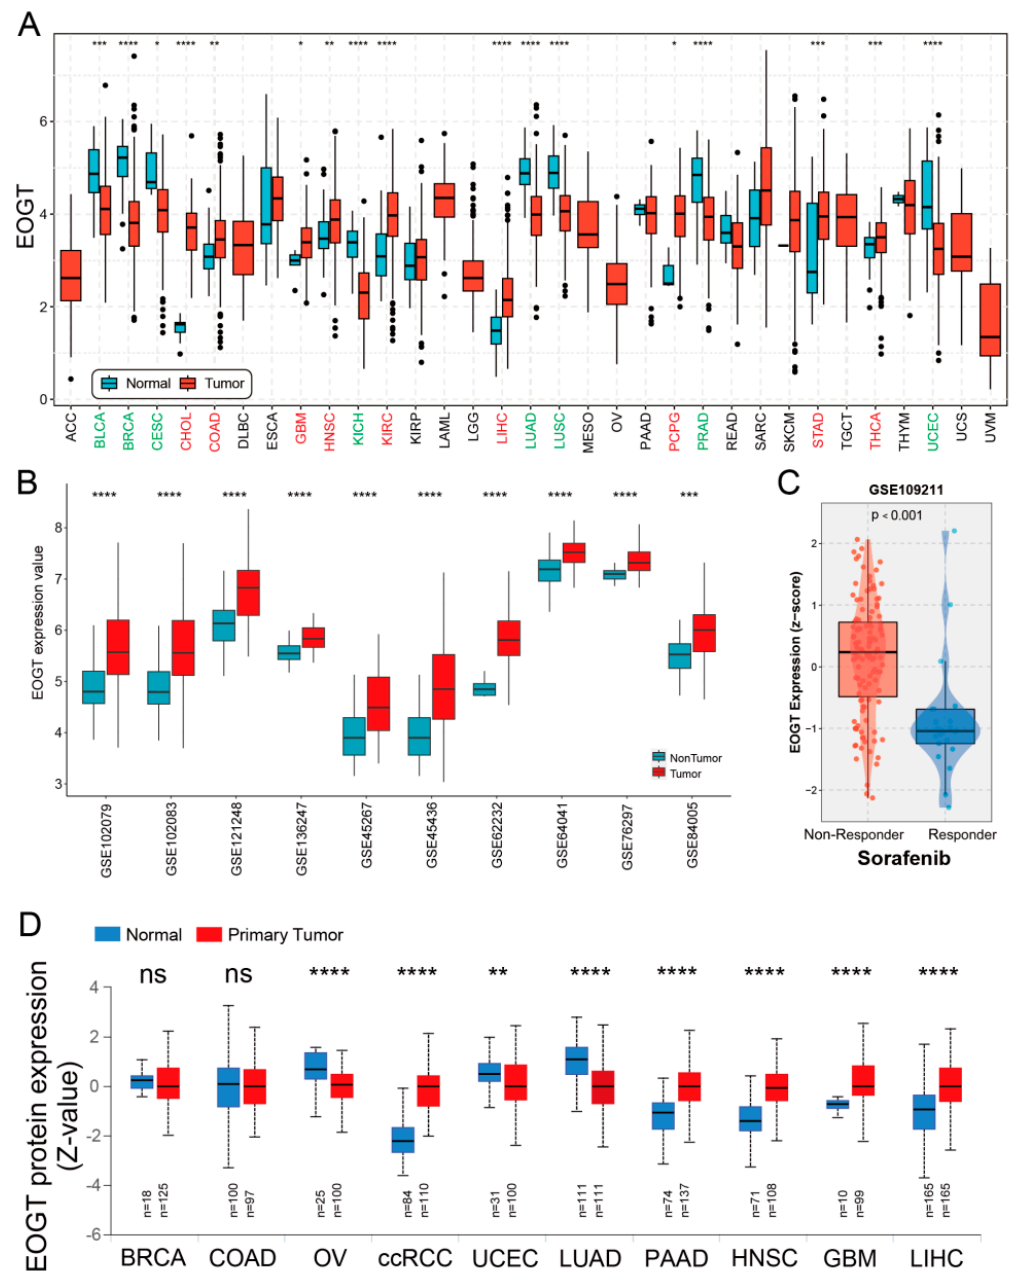 A
*** **** * **** ** * ** **** **** **** **** **** * **** *** *** ****
EOGT
6
4
2
0
Normal Tumor
ACC
BLCA
BRCA
CESC
CHOL
COAD
DLBC
ESCA
GBM
HNSC
KICH
KIRC
KIRP
LAML
LGG
LIHC
LUAD
LUSC
MESO
OV
PAAD
PCPG
PRAD
READ
SARC
SKCM
STAD
TGCT
THCA
THYM
UCEC
UCS
UVM
B
**** **** **** **** **** **** **** **** **** ***
EOGT expression value
8
7
6
5
4
3
NonTumor
Tumor
GSE102079
GSE102083
GSE121248
GSE136247
GSE45267
GSE45436
GSE62232
GSE64041
GSE76297
GSE84005
C
GSE109211
p < 0.001
EOGT Expression (z-score)
2
1
0
−1
−2
Non-Responder Responder
Sorafenib
D
Normal Primary Tumor
ns ns **** **** ** **** **** **** **** ****
EOGT protein expression
(Z-value)
4
2
0
-2
-4
-6
n=18
n=125
n=100
n=97
n=25
n=100
n=84
n=110
n=31
n=100
n=111
n=111
n=74
n=137
n=71
n=108
n=10
n=99
n=165
n=165
BRCA COAD OV ccRCC UCEC LUAD PAAD HNSC GBM LIHC